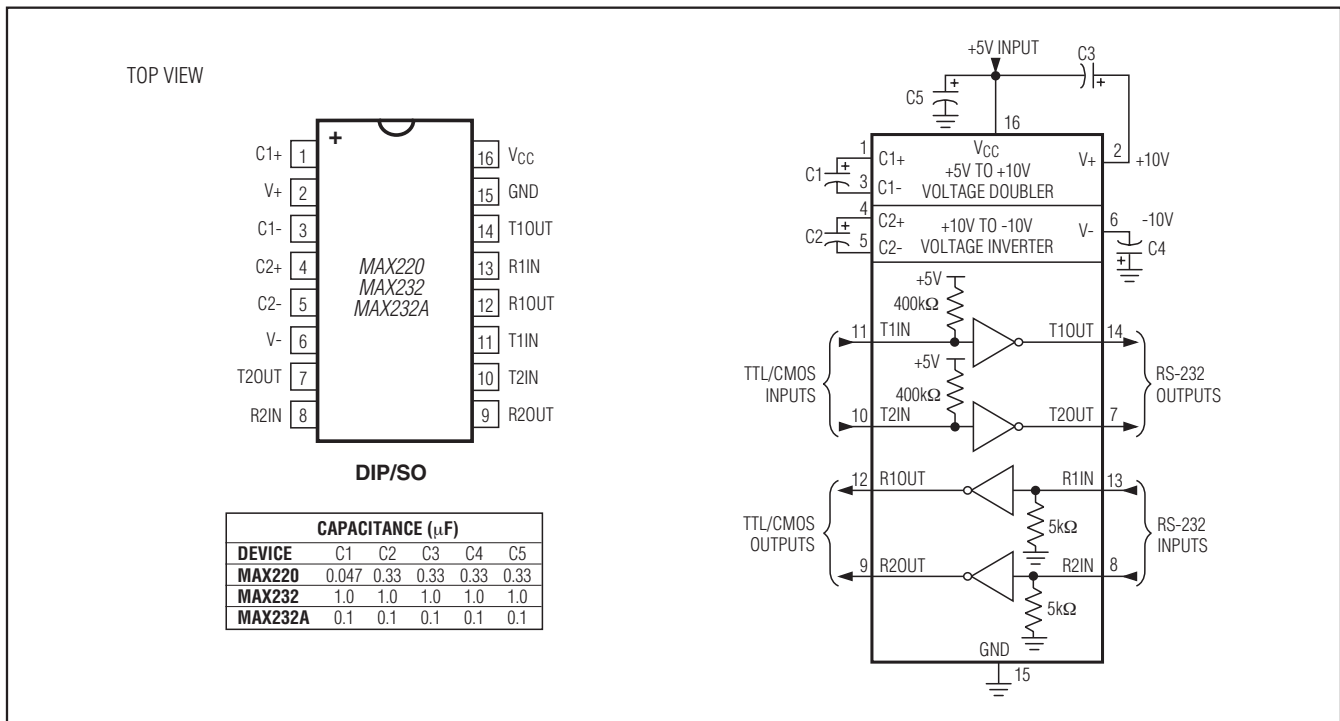 TOP VIEW
+
C1+ 1
V+ 2
C1- 3
C2+ 4
C2- 5
V- 6
T2OUT 7
R2IN 8
16 VCC
15 GND
14 T1OUT
13 R1IN
12 R1OUT
11 T1IN
10 T2IN
9 R2OUT
MAX220
MAX232
MAX232A
DIP/SO
CAPACITANCE (µF)
DEVICE C1 C2 C3 C4 C5
MAX220 0.047 0.33 0.33 0.33 0.33
MAX232 1.0 1.0 1.0 1.0 1.0
MAX232A 0.1 0.1 0.1 0.1 0.1
+5V INPUT
C3
+
C5
+
16
VCC
+5V TO +10V
VOLTAGE DOUBLER
1
C1+
C1
+
3
C1-
V+
2
+10V
4
C2+
C2
+
5
C2-
+10V TO -10V
VOLTAGE INVERTER
V-
6
-10V
C4
+
+5V
400kΩ
11 T1IN
T1OUT 14
+5V
400kΩ
10 T2IN
T2OUT 7
TTL/CMOS
INPUTS
RS-232
OUTPUTS
12 R1OUT
R1IN 13
5kΩ
9 R2OUT
R2IN 8
5kΩ
TTL/CMOS
OUTPUTS
RS-232
INPUTS
GND
15